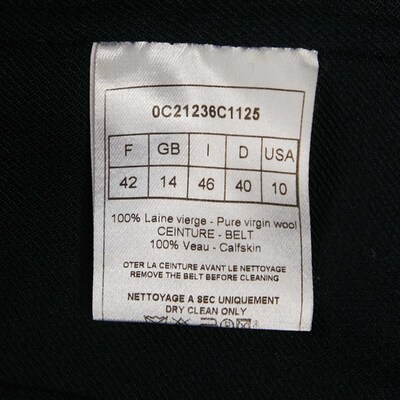 0C21236C1125
F GB I D USA
42 14 46 40 10
100% Laine vierge - Pure virgin wool
CEINTURE - BELT
100% Veau - Calfskin
OTER LA CEINTURE AVANT LE NETTOYAGE
REMOVE THE BELT BEFORE CLEANING
NETTOYAGE A SEC UNIQUEMENT
DRY CLEAN ONLY